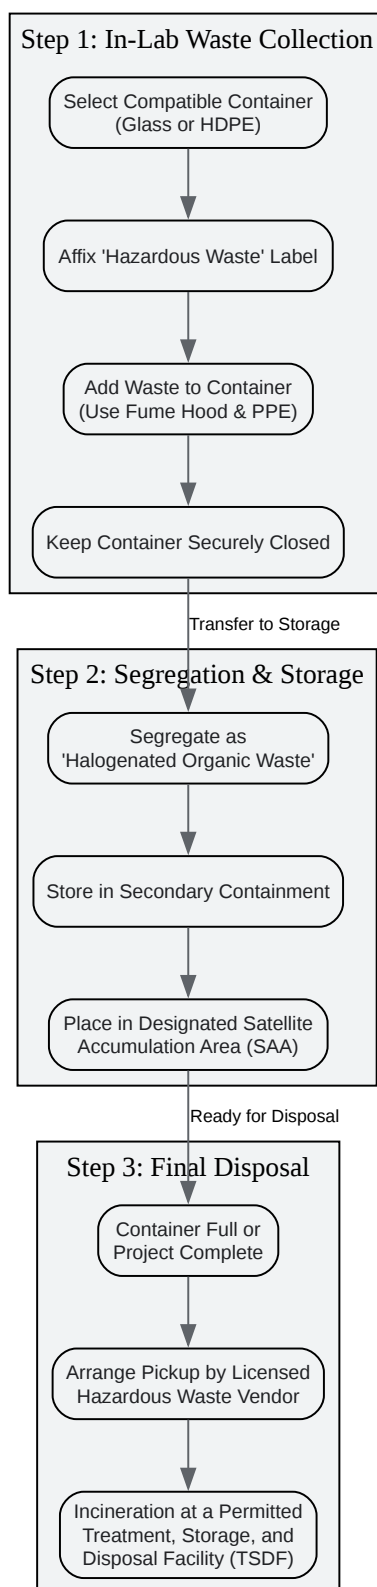 Step 1: In-Lab Waste Collection
Select Compatible Container
(Glass or HDPE)
Affix 'Hazardous Waste' Label
Add Waste to Container
(Use Fume Hood & PPE)
Keep Container Securely Closed
Transfer to Storage
Step 2: Segregation & Storage
Segregate as
'Halogenated Organic Waste'
Store in Secondary Containment
Place in Designated Satellite
Accumulation Area (SAA)
Ready for Disposal
Step 3: Final Disposal
Container Full or
Project Complete
Arrange Pickup by Licensed
Hazardous Waste Vendor
Incineration at a Permitted
Treatment, Storage, and
Disposal Facility (TSDF)